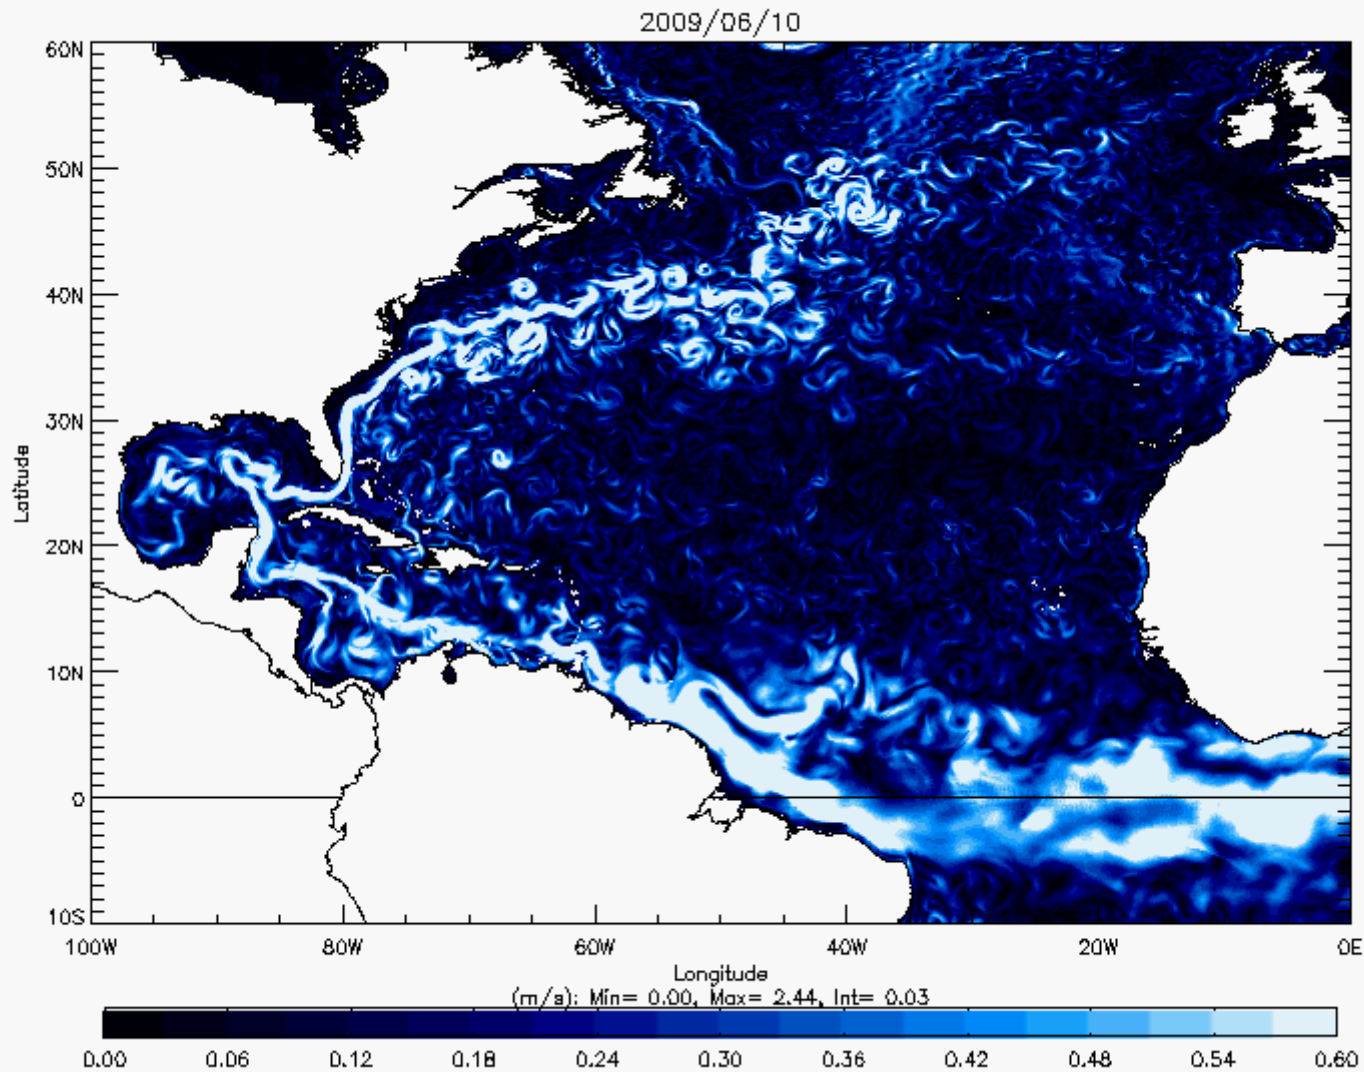 2009/06/10
60N
50N
40N
30N
20N
10N
0
10S
Latitude
100W 80W 60W 40W 20W 0E
Longitude
(m/s): Min= 0.00, Max= 2.44, Int= 0.03
0.00 0.06 0.12 0.18 0.24 0.30 0.36 0.42 0.48 0.54 0.60